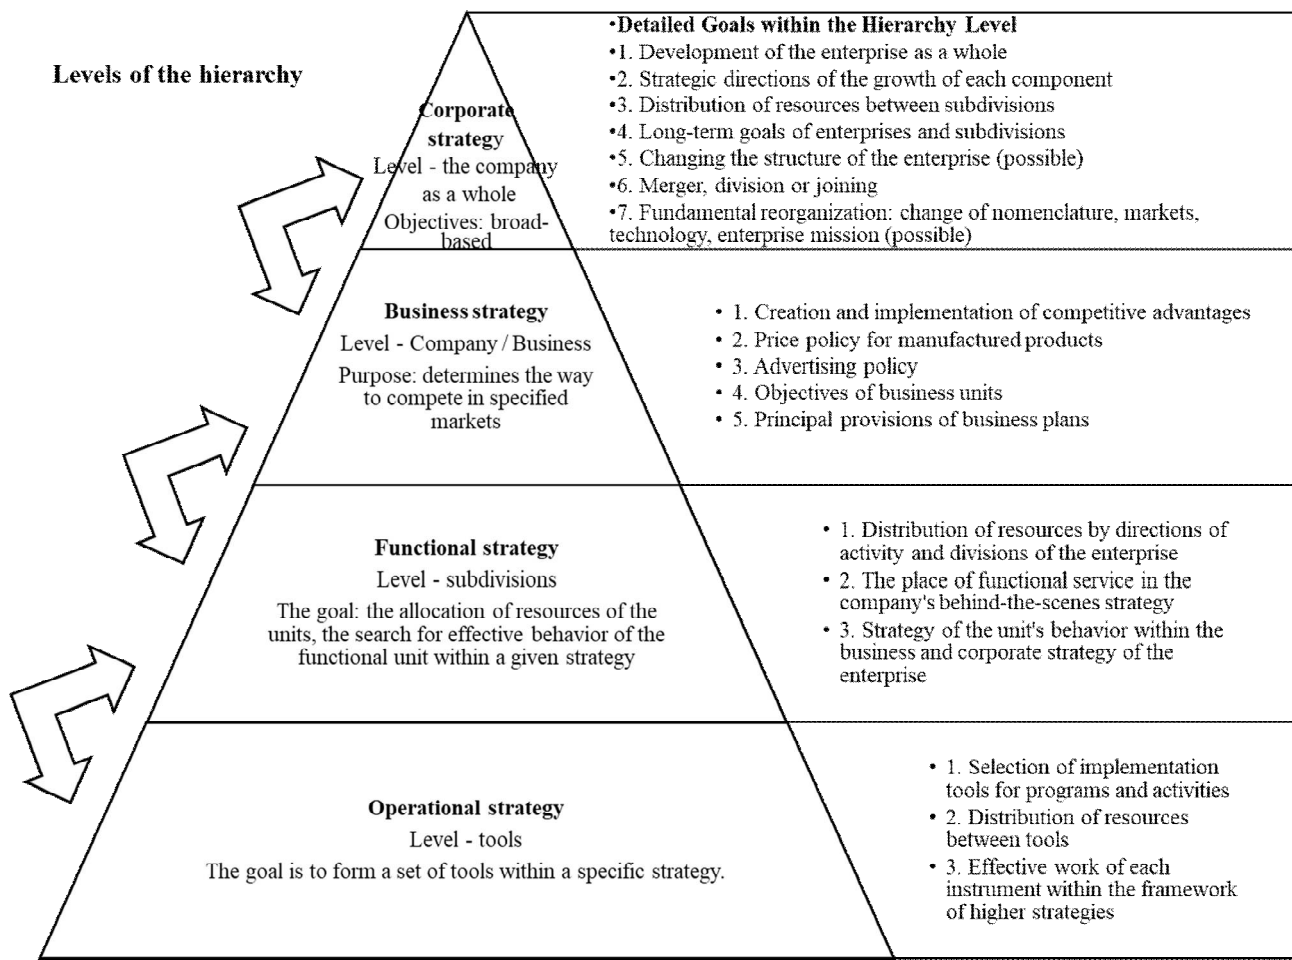 Levels of the hierarchy
Corporate
strategy
Level - the company
as a whole
Objectives: broad-
based
•Detailed Goals within the Hierarchy Level
•1. Development of the enterprise as a whole
•2. Strategic directions of the growth of each component
•3. Distribution of resources between subdivisions
•4. Long-term goals of enterprises and subdivisions
•5. Changing the structure of the enterprise (possible)
•6. Merger, division or joining
•7. Fundamental reorganization: change of nomenclature, markets,
technology, enterprise mission (possible)
Business strategy
Level - Company / Business
Purpose: determines the way
to compete in specified
markets
• 1. Creation and implementation of competitive advantages
• 2. Price policy for manufactured products
• 3. Advertising policy
• 4. Objectives of business units
• 5. Principal provisions of business plans
Functional strategy
Level - subdivisions
The goal: the allocation of resources of the
units, the search for effective behavior of the
functional unit within a given strategy
• 1. Distribution of resources by directions of
activity and divisions of the enterprise
• 2. The place of functional service in the
company's behind-the-scenes strategy
• 3. Strategy of the unit's behavior within the
business and corporate strategy of the
enterprise
Operational strategy
Level - tools
The goal is to form a set of tools within a specific strategy.
• 1. Selection of implementation
tools for programs and activities
• 2. Distribution of resources
between tools
• 3. Effective work of each
instrument within the framework
of higher strategies